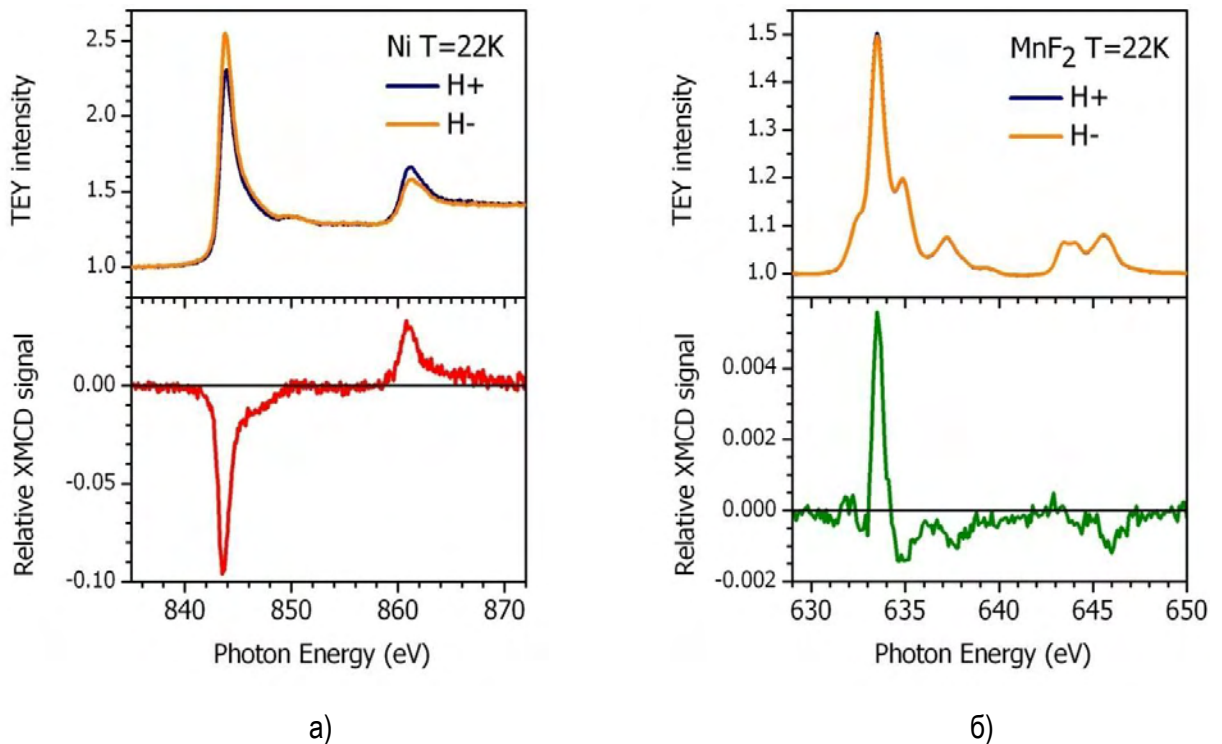 Ni T=22K
H+
H-
TEY intensity
2.5
2.0
1.5
1.0
Relative XMCD signal
0.00
-0.05
-0.10
840 850 860 870
Photon Energy (eV)
а)
MnF2 T=22K
H+
H-
TEY intensity
1.5
1.4
1.3
1.2
1.1
1.0
Relative XMCD signal
0.004
0.002
0.000
-0.002
630 635 640 645 650
Photon Energy (eV)
б)